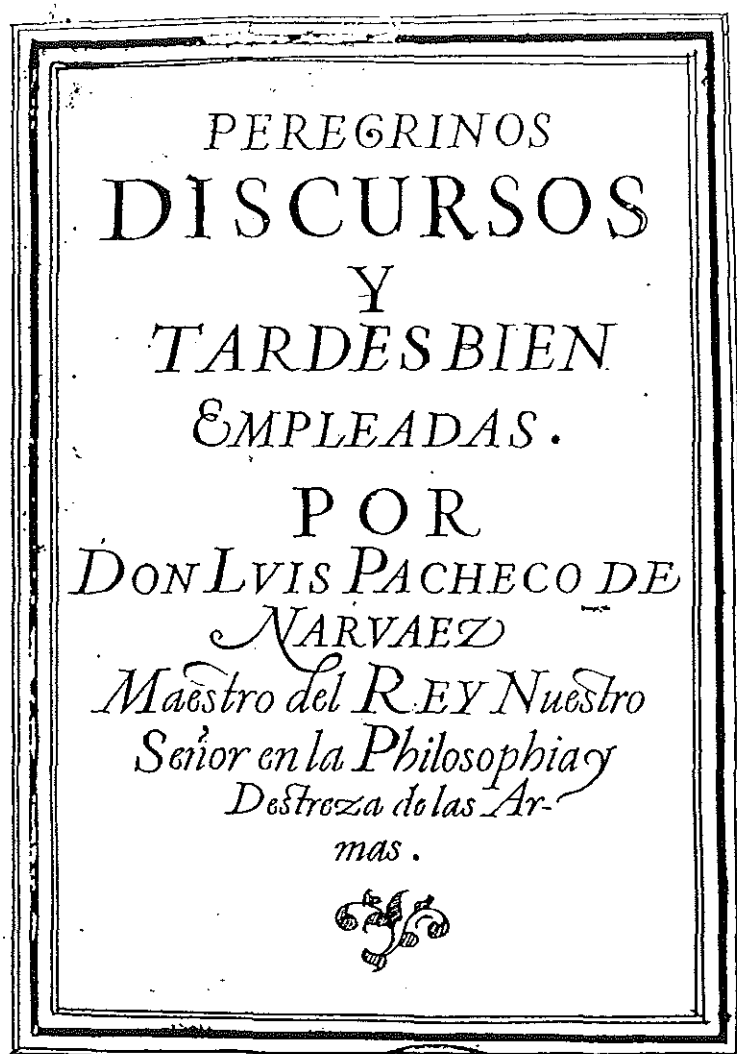 PEREGRINOS
DISCURSOS
Y
TARDES BIEN
EMPLEADAS.
POR
DON LVIS PACHECO DE
NARVAEZ
Maestro del REY Nuestro
Señor en la Philosophia y
Destreza de las Ar-
mas.